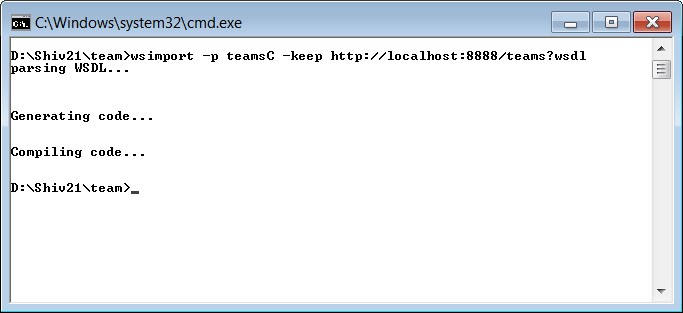 C:\Windows\system32\cmd.exe
D:\Shiv21\team>wsimport -p teamsC -keep http://localhost:8888/teams?wsdl
parsing WSDL...
Generating code...
Compiling code...
D:\Shiv21\team>_